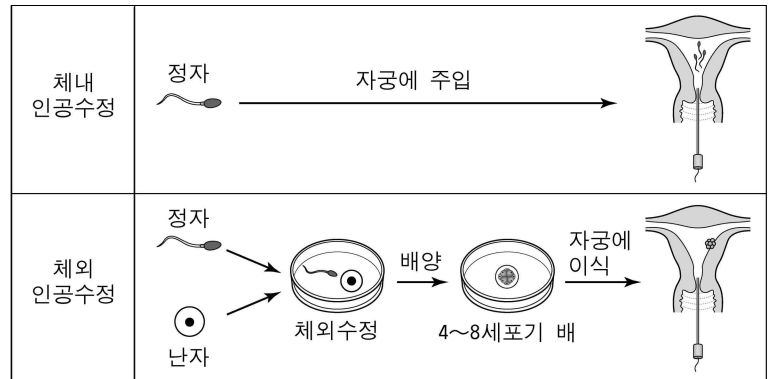 체내
인공수정
정자
자궁에 주입
체외
인공수정
정자
난자
체외수정
배양
4~8세포기 배
자궁에
이식